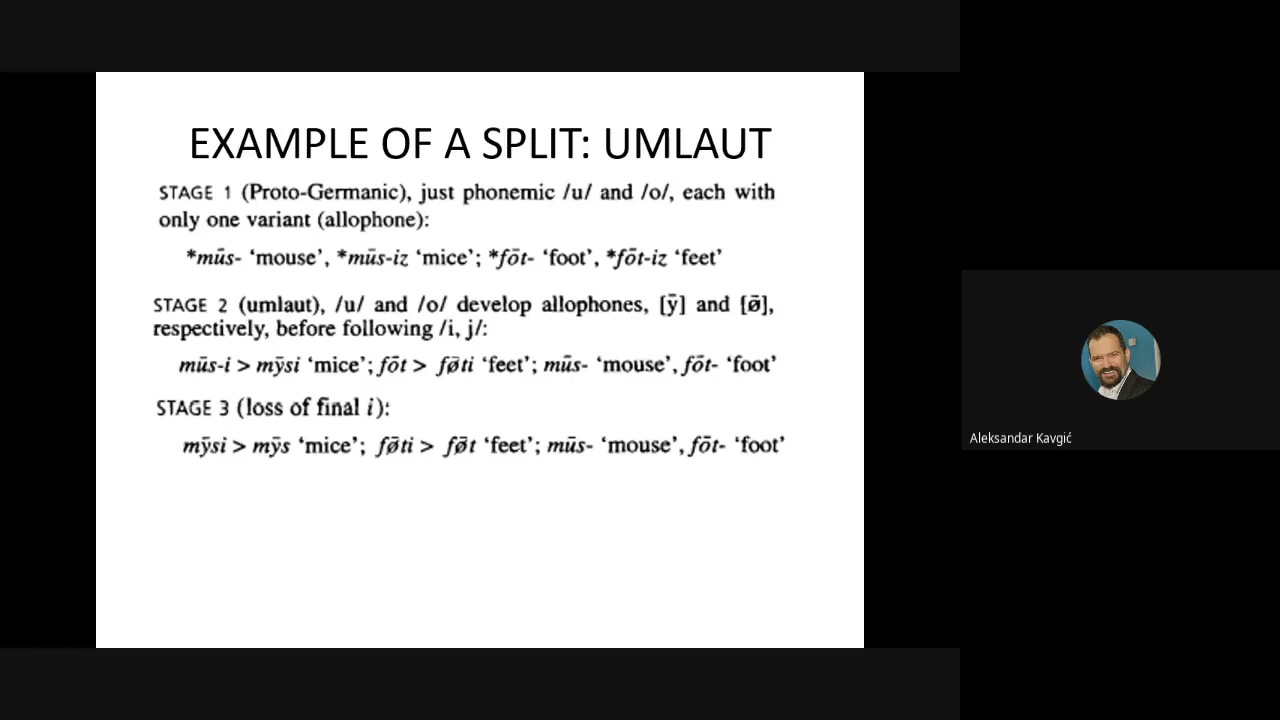 EXAMPLE OF A SPLIT: UMLAUT
STAGE 1 (Proto-Germanic), just phonemic /u/ and /o/, each with
only one variant (allophone):
*mūs- ‘mouse’, *mūs-iz ‘mice’; *fōt- ‘foot’, *fōt-iz ‘feet’
STAGE 2 (umlaut), /u/ and /o/ develop allophones, [ȳ] and [ø̄],
respectively, before following /i, j/:
mūs-i > mȳsi ‘mice’; fōt > fø̄ti ‘feet’; mūs- ‘mouse’, fōt- ‘foot’
STAGE 3 (loss of final i):
mȳsi > mȳs ‘mice’; fø̄ti > fø̄t ‘feet’; mūs- ‘mouse’, fōt- ‘foot’
Aleksandar Kavgić